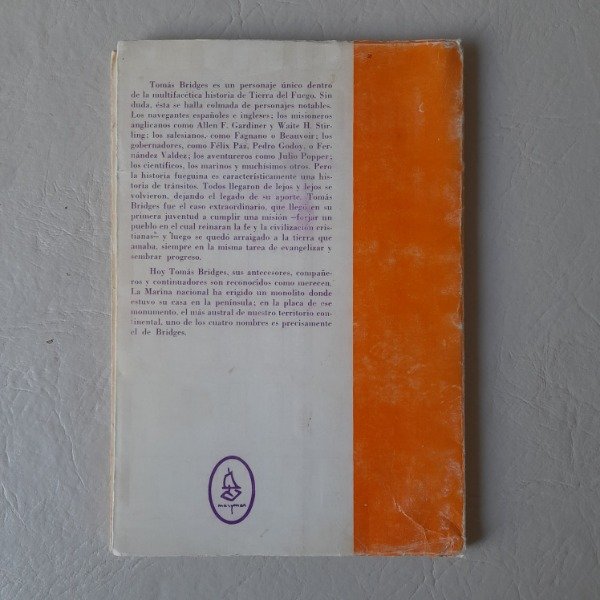 Tomás Bridges es un personaje único dentro
de la multifacética historia de Tierra del Fuego. Sin
duda, ésta se halla colmada de personajes notables.
Los navegantes españoles e ingleses; los misioneros
anglicanos como Allen F. Gardiner y Waite H. Stir-
ling; los salesianos, como Fagnano o Beauvoir; los
gobernadores, como Félix Paz, Pedro Godoy, o Fer-
nández Valdez; los aventureros como Julio Popper;
los científicos, los marinos y muchísimos otros. Pero
la historia fueguina es característicamente una his-
toria de tránsitos. Todos llegaron de lejos y lejos se
volvieron, dejando el legado de su aporte. Tomás
Bridges fue el caso extraordinario, que llegó en su
primera juventud a cumplir una misión —forjar un
pueblo en el cual reinaran la fe y la civilización cris-
tianas— y luego se quedó arraigado a la tierra que
amaba, siempre en la misma tarea de evangelizar y
sembrar progreso.
Hoy Tomás Bridges, sus antecesores, compañe-
ros y continuadores son reconocidos como merecen.
La Marina nacional ha erigido un monolito donde
estuvo su casa en la península; en la placa de ese
monumento, el más austral de nuestro territorio con-
tinental, uno de los cuatro nombres es precisamente
el de Bridges.
marymar